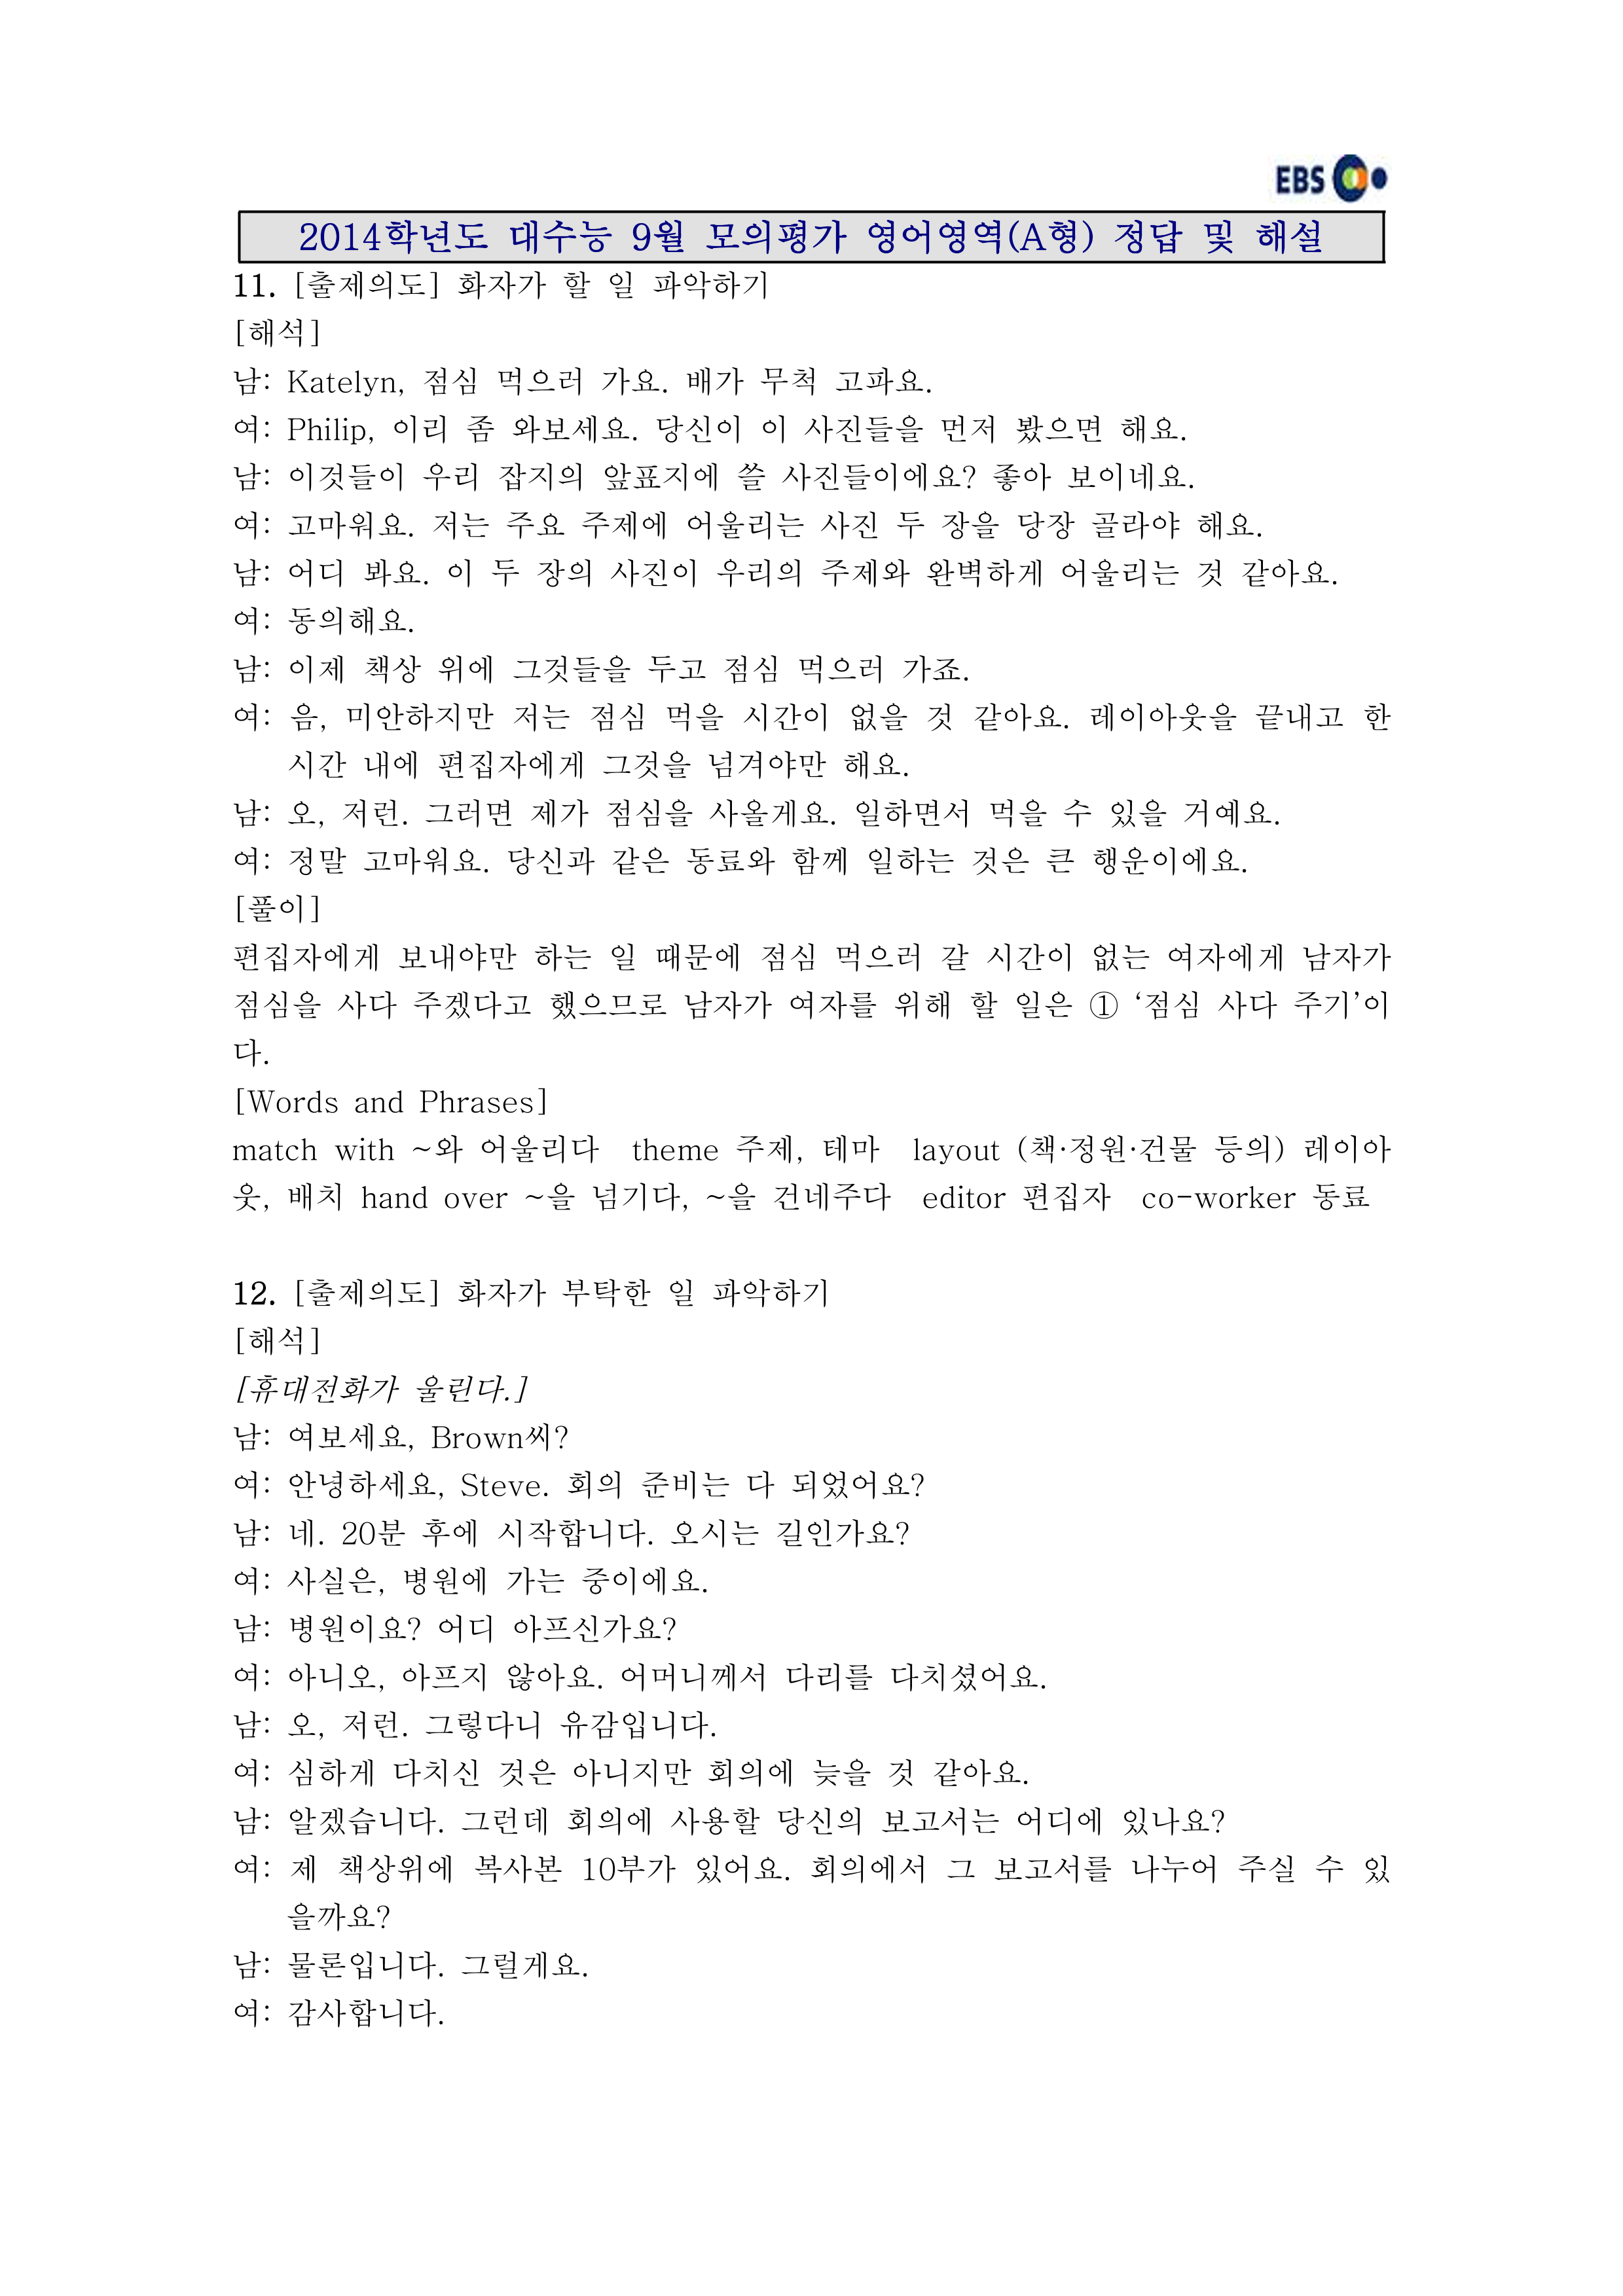 EBS
2014학년도 대수능 9월 모의평가 영어영역(A형) 정답 및 해설
11. [출제의도] 화자가 할 일 파악하기
[해석]
남: Katelyn, 점심 먹으러 가요. 배가 무척 고파요.
여: Philip, 이리 좀 와보세요. 당신이 이 사진들을 먼저 봤으면 해요.
남: 이것들이 우리 잡지의 앞표지에 쓸 사진들이에요? 좋아 보이네요.
여: 고마워요. 저는 주요 주제에 어울리는 사진 두 장을 당장 골라야 해요.
남: 어디 봐요. 이 두 장의 사진이 우리의 주제와 완벽하게 어울리는 것 같아요.
여: 동의해요.
남: 이제 책상 위에 그것들을 두고 점심 먹으러 가죠.
여: 음, 미안하지만 저는 점심 먹을 시간이 없을 것 같아요. 레이아웃을 끝내고 한
시간 내에 편집자에게 그것을 넘겨야만 해요.
남: 오, 저런. 그러면 제가 점심을 사올게요. 일하면서 먹을 수 있을 거예요.
여: 정말 고마워요. 당신과 같은 동료와 함께 일하는 것은 큰 행운이에요.
[풀이]
편집자에게 보내야만 하는 일 때문에 점심 먹으러 갈 시간이 없는 여자에게 남자가
점심을 사다 주겠다고 했으므로 남자가 여자를 위해 할 일은 ① ‘점심 사다 주기’이
다.
[Words and Phrases]
match with ~와 어울리다  theme 주제, 테마  layout (책·정원·건물 등의) 레이아
웃, 배치 hand over ~을 넘기다, ~을 건네주다  editor 편집자  co-worker 동료
12. [출제의도] 화자가 부탁한 일 파악하기
[해석]
[휴대전화가 울린다.]
남: 여보세요, Brown씨?
여: 안녕하세요, Steve. 회의 준비는 다 되었어요?
남: 네. 20분 후에 시작합니다. 오시는 길인가요?
여: 사실은, 병원에 가는 중이에요.
남: 병원이요? 어디 아프신가요?
여: 아니오, 아프지 않아요. 어머니께서 다리를 다치셨어요.
남: 오, 저런. 그렇다니 유감입니다.
여: 심하게 다치신 것은 아니지만 회의에 늦을 것 같아요.
남: 알겠습니다. 그런데 회의에 사용할 당신의 보고서는 어디에 있나요?
여: 제 책상위에 복사본 10부가 있어요. 회의에서 그 보고서를 나누어 주실 수 있
을까요?
남: 물론입니다. 그럴게요.
여: 감사합니다.